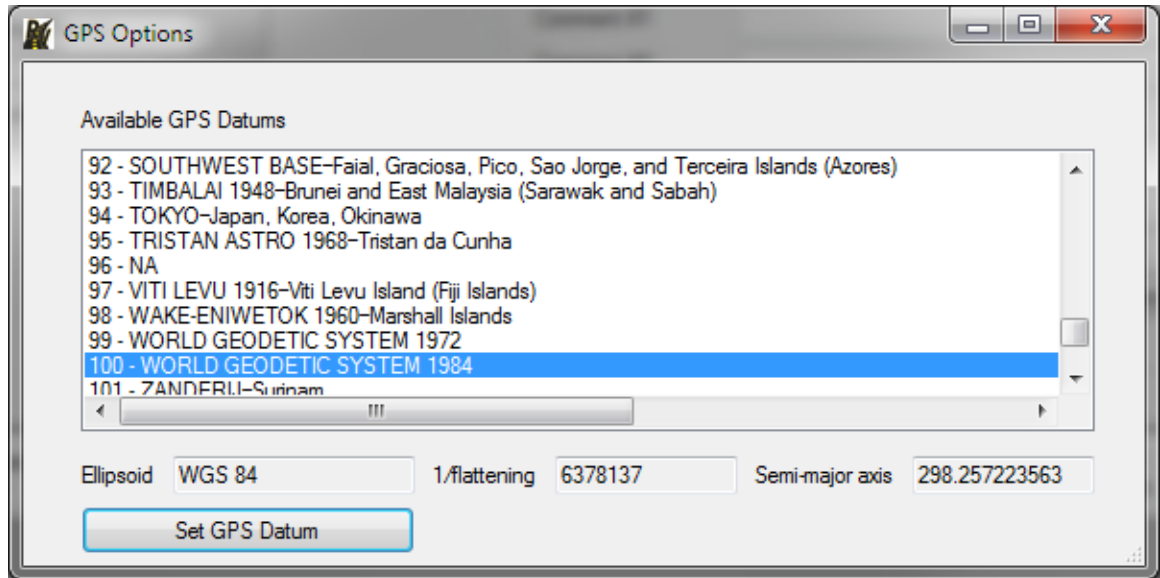 GPS Options
Available GPS Datums
92 - SOUTHWEST BASE-Faial, Graciosa, Pico, Sao Jorge, and Terceira Islands (Azores)
93 - TIMBALAI 1948-Brunei and East Malaysia (Sarawak and Sabah)
94 - TOKYO-Japan, Korea, Okinawa
95 - TRISTAN ASTRO 1968-Tristan da Cunha
96 - NA
97 - VITI LEVU 1916-Viti Levu Island (Fiji Islands)
98 - WAKE-ENIWETOK 1960-Marshall Islands
99 - WORLD GEODETIC SYSTEM 1972
100 - WORLD GEODETIC SYSTEM 1984
101 - ZANDERIJ-Surinam
Ellipsoid WGS 84 1/flattening 6378137 Semi-major axis 298.257223563
Set GPS Datum